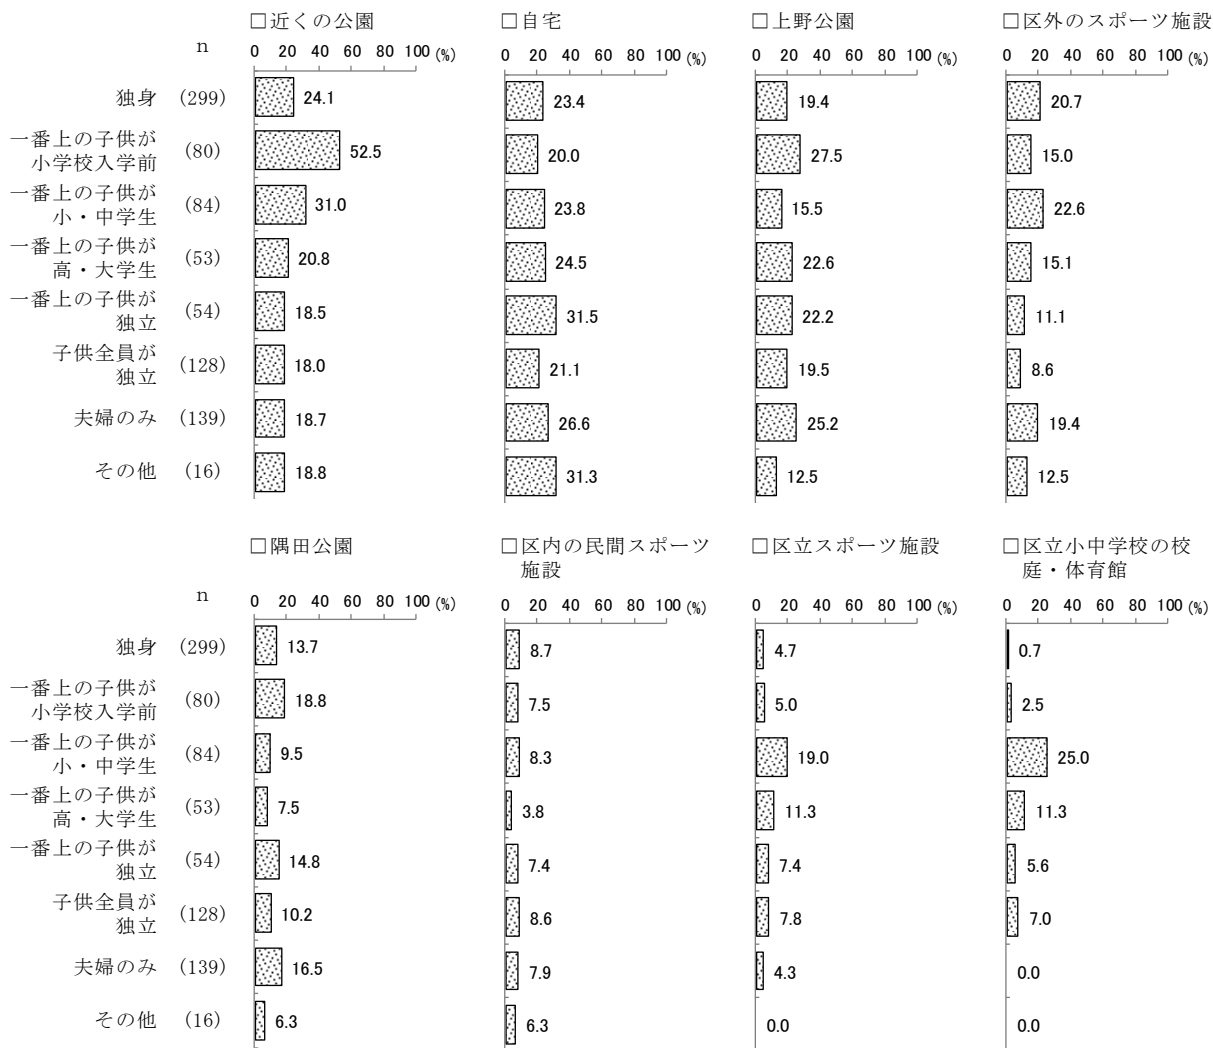 □近くの公園 □自宅 □上野公園 □区外のスポーツ施設
n 0 20 40 60 80 100 (%) 0 20 40 60 80 100 (%) 0 20 40 60 80 100 (%) 0 20 40 60 80 100 (%)
独身 (299) 24.1 23.4 19.4 20.7
一番上の子供が
小学校入学前 (80) 52.5 20.0 27.5 15.0
一番上の子供が
小・中学生 (84) 31.0 23.8 15.5 22.6
一番上の子供が
高・大学生 (53) 20.8 24.5 22.6 15.1
一番上の子供が
独立 (54) 18.5 31.5 22.2 11.1
子供全員が
独立 (128) 18.0 21.1 19.5 8.6
夫婦のみ (139) 18.7 26.6 25.2 19.4
その他 (16) 18.8 31.3 12.5 12.5
□隅田公園 □区内の民間スポーツ □区立スポーツ施設 □区立小中学校の校
施設 庭・体育館
n 0 20 40 60 80 100 (%) 0 20 40 60 80 100 (%) 0 20 40 60 80 100 (%) 0 20 40 60 80 100 (%)
独身 (299) 13.7 8.7 4.7 0.7
一番上の子供が
小学校入学前 (80) 18.8 7.5 5.0 2.5
一番上の子供が
小・中学生 (84) 9.5 8.3 19.0 25.0
一番上の子供が
高・大学生 (53) 7.5 3.8 11.3 11.3
一番上の子供が
独立 (54) 14.8 7.4 7.4 5.6
子供全員が
独立 (128) 10.2 8.6 7.8 7.0
夫婦のみ (139) 16.5 7.9 4.3 0.0
その他 (16) 6.3 6.3 0.0 0.0